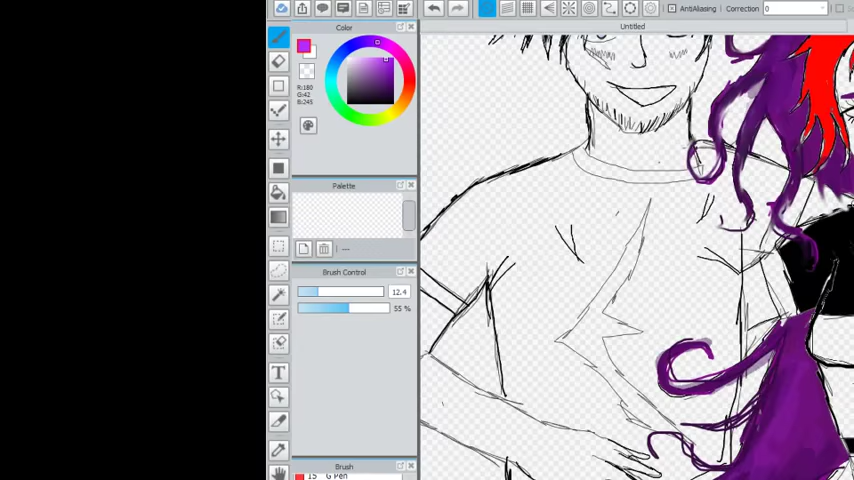 AntiAliasing Correction 0
Color
Untitled
R:180
G:42
B:245
Palette
---
Brush Control
12.4
55 %
T
Brush
15 G Pen